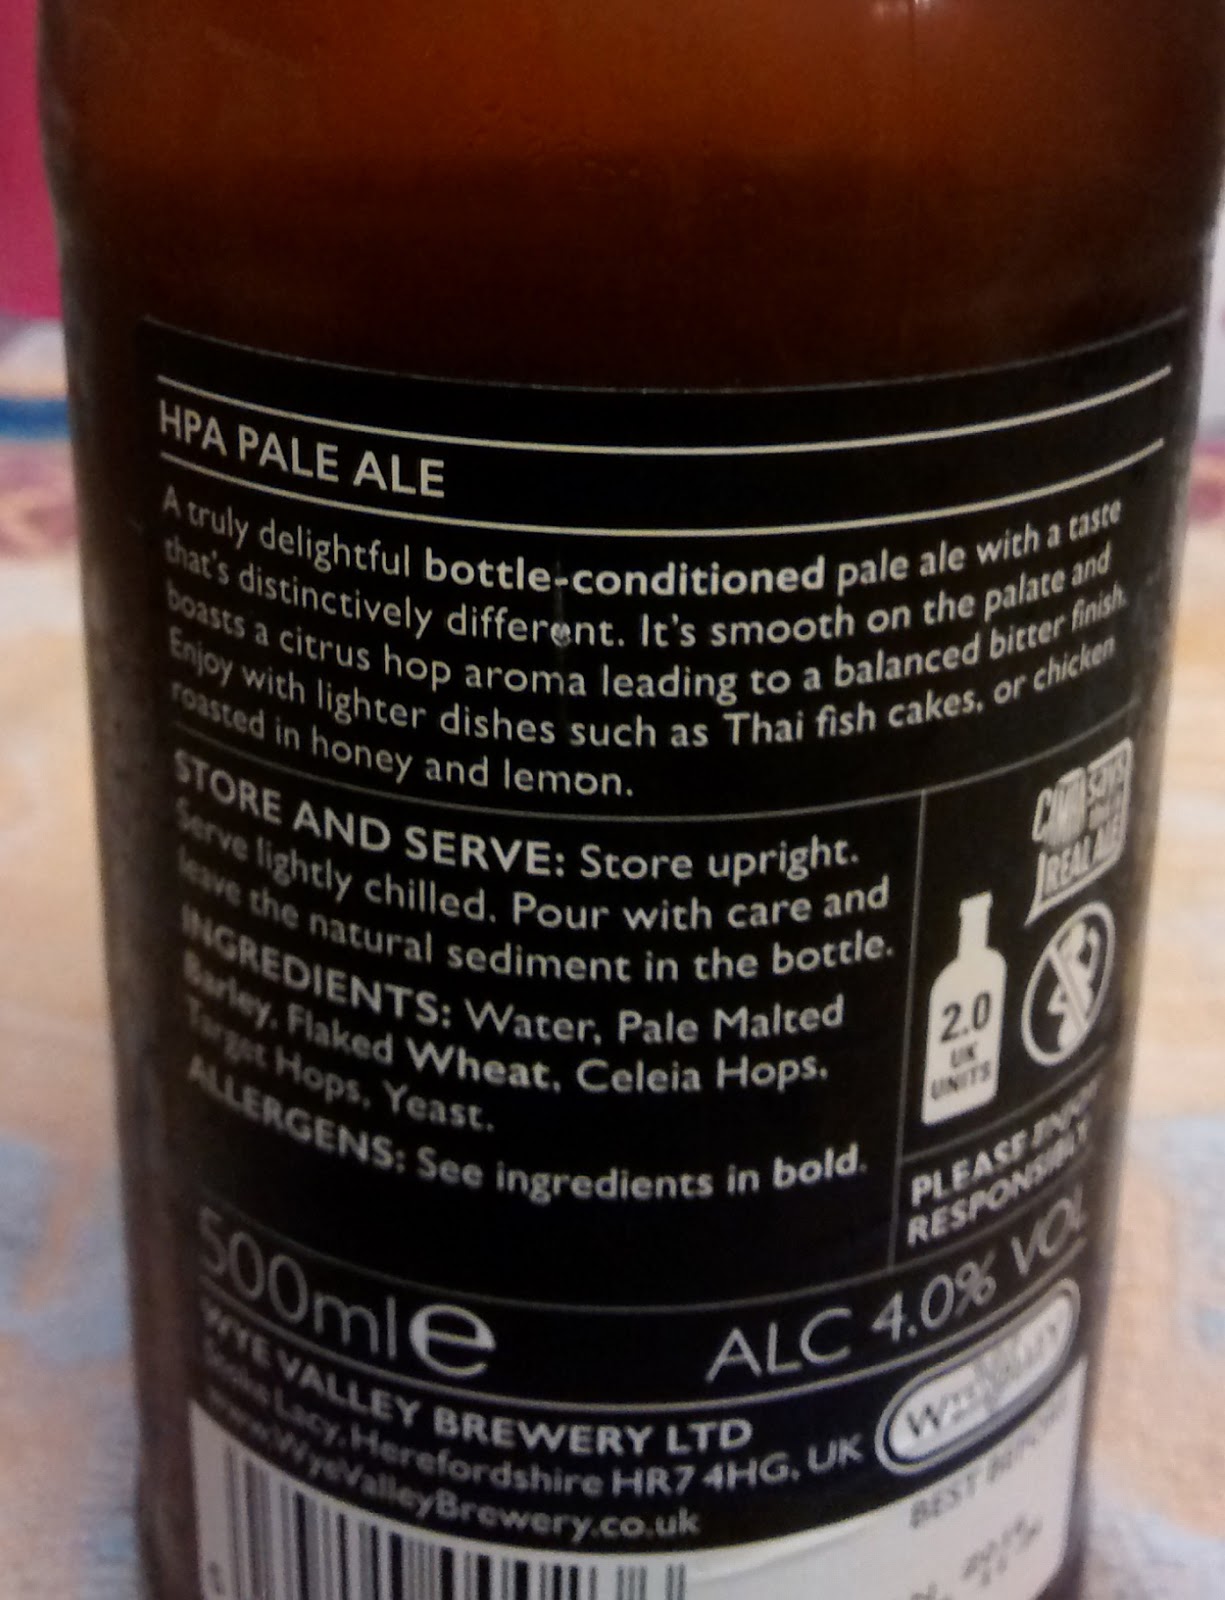 HPA PALE ALE
A truly delightful bottle-conditioned pale ale with a taste
that's distinctively different. It's smooth on the palate and
boasts a citrus hop aroma leading to a balanced bitter finish.
Enjoy with lighter dishes such as Thai fish cakes, or chicken
roasted in honey and lemon.
STORE AND SERVE: Store upright.
Serve lightly chilled. Pour with care and
leave the natural sediment in the bottle.
INGREDIENTS: Water, Pale Malted
Barley, Flaked Wheat, Celeia Hops,
Target Hops, Yeast.
ALLERGENS: See ingredients in bold.
CAMRA SAYS
THIS IS
REAL ALE
2.0
UK
UNITS
PLEASE ENJOY
RESPONSIBLY
500ml e
ALC 4.0% VOL
WYE VALLEY BREWERY LTD
Stoke Lacy, Herefordshire HR7 4HG, UK
www.WyeValleyBrewery.co.uk
BEST BEFORE